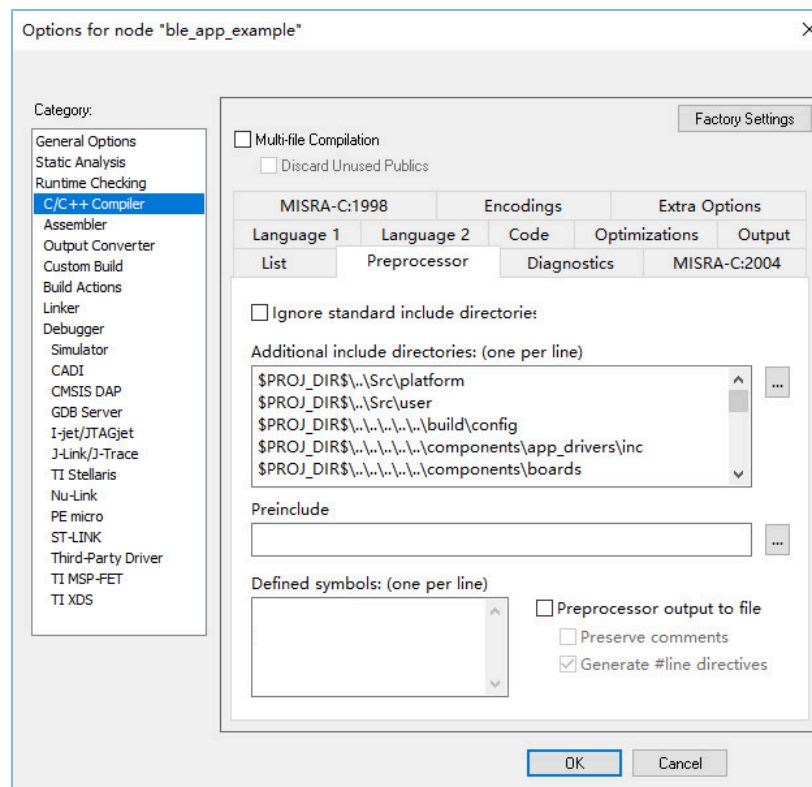 Options for node "ble_app_example"
Category:
General Options
Static Analysis
Runtime Checking
C/C++ Compiler
Assembler
Output Converter
Custom Build
Build Actions
Linker
Debugger
Simulator
CADI
CMSIS DAP
GDB Server
I-jet/JTAGjet
J-Link/J-Trace
TI Stellaris
Nu-Link
PE micro
ST-LINK
Third-Party Driver
TI MSP-FET
TI XDS
Factory Settings
Multi-file Compilation
Discard Unused Publics
MISRA-C:1998 Encodings Extra Options
Language 1 Language 2 Code Optimizations Output
List Preprocessor Diagnostics MISRA-C:2004
Ignore standard include directories
Additional include directories: (one per line)
$PROJ_DIR$\..\Src\platform
$PROJ_DIR$\..\Src\user
$PROJ_DIR$\..\..\..\..\..\build\config
$PROJ_DIR$\..\..\..\..\..\components\app_drivers\inc
$PROJ_DIR$\..\..\..\..\..\components\boards
...
Preinclude
...
Defined symbols: (one per line)
Preprocessor output to file
Preserve comments
Generate #line directives
OK Cancel